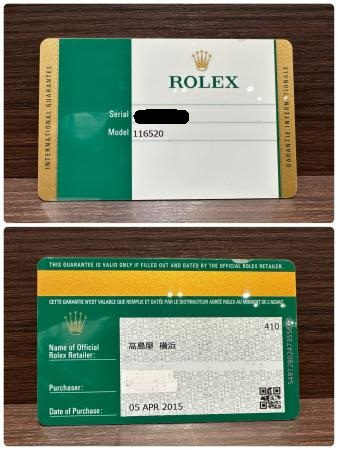 INTERNATIONAL GUARANTEE
ROLEX
Serial
Model 116520
GARANTIE INTERNATIONALE
THIS GUARANTEE IS VALID ONLY IF FILLED OUT AND DATED BY THE OFFICIAL ROLEX RETAILER.
CETTE GARANTIE N'EST VALABLE QUE REMPLIE ET DATÉE PAR LE DISTRIBUTEUR AGRÉÉ ROLEX AU MOMENT DE L'ACHAT.
410
Name of Official
Rolex Retailer:
高島屋 横浜
Purchaser:
Date of Purchase:
05 APR 2015